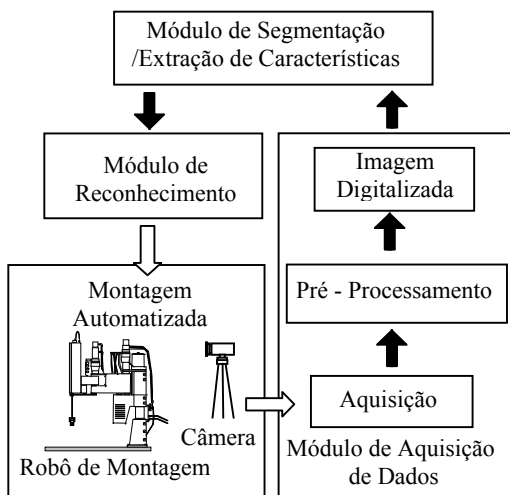 Módulo de Segmentação
/Extração de Características
Módulo de
Reconhecimento
Imagem
Digitalizada
Pré - Processamento
Aquisição
Módulo de Aquisição
de Dados
Montagem
Automatizada
Câmera
Robô de Montagem